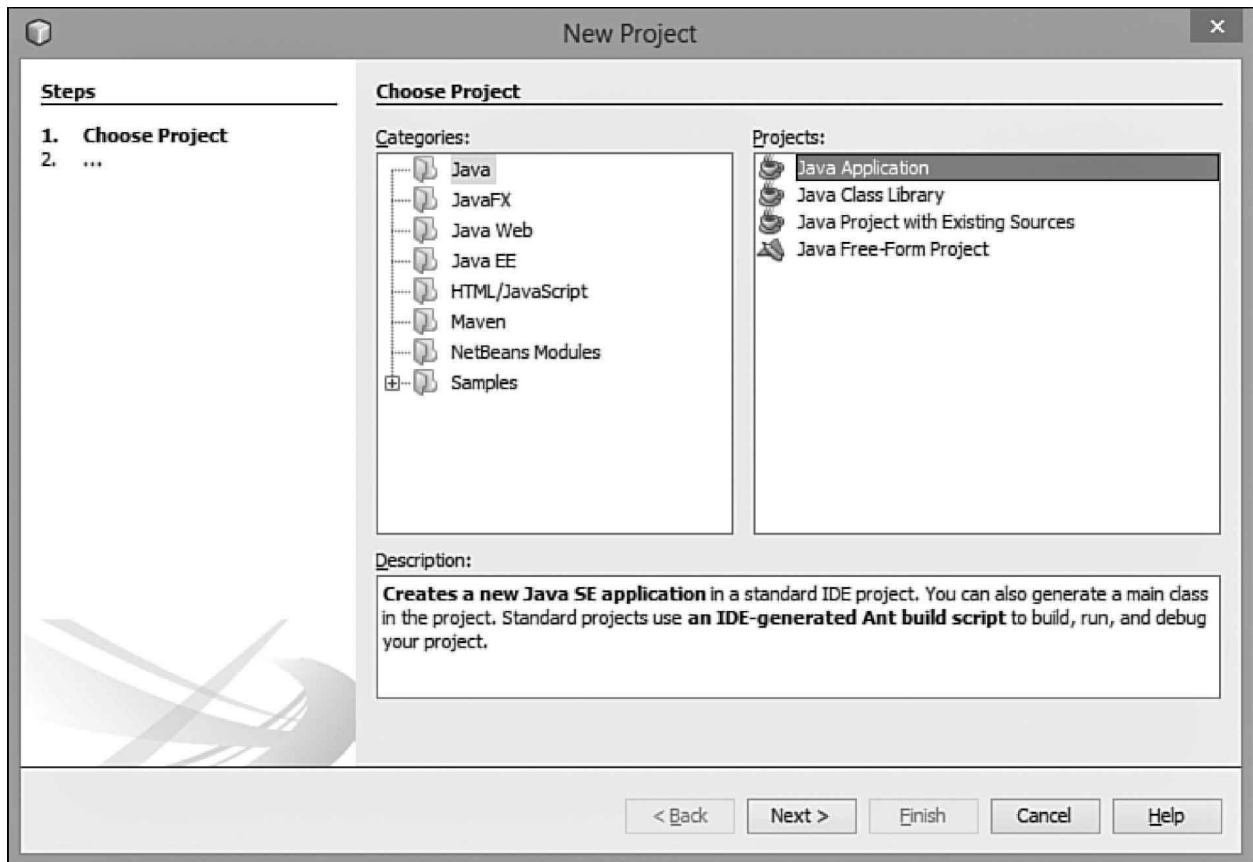 New Project
Steps
1. Choose Project
2. ...
Choose Project
Categories:
Java
JavaFX
Java Web
Java EE
HTML/JavaScript
Maven
NetBeans Modules
Samples
Projects:
Java Application
Java Class Library
Java Project with Existing Sources
Java Free-Form Project
Description:
Creates a new Java SE application in a standard IDE project. You can also generate a main class
in the project. Standard projects use an IDE-generated Ant build script to build, run, and debug
your project.
< Back
Next >
Finish
Cancel
Help